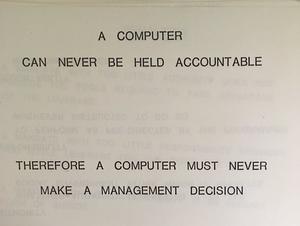 A COMPUTER
CAN NEVER BE HELD ACCOUNTABLE
THEREFORE A COMPUTER MUST NEVER
MAKE A MANAGEMENT DECISION